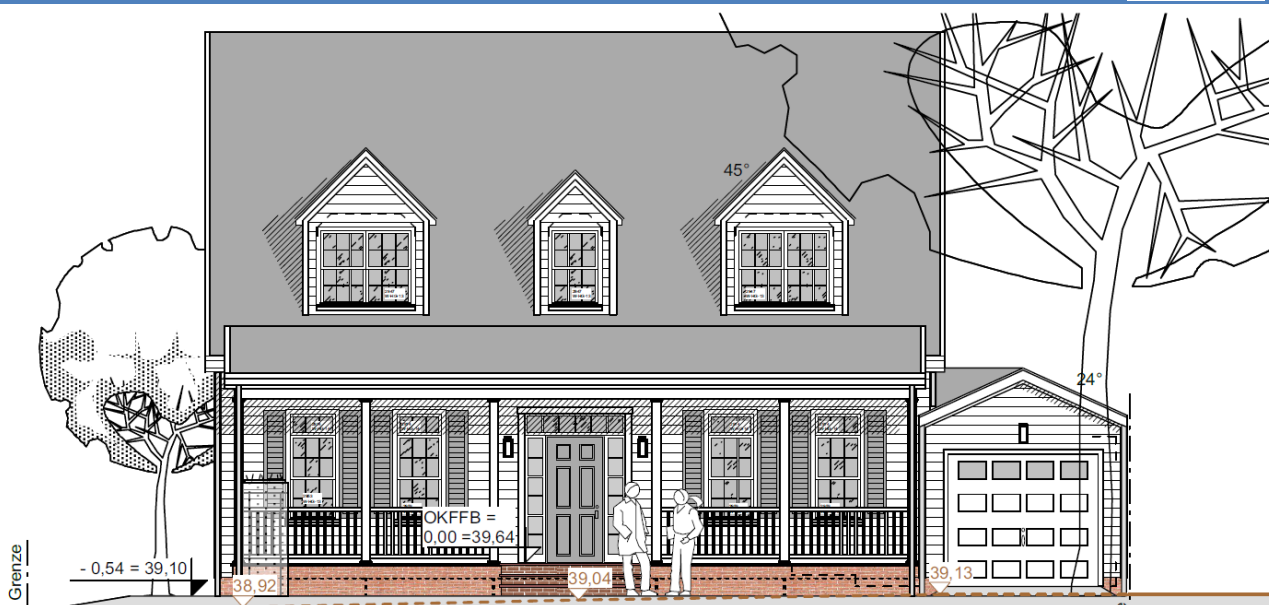 45°
24°
OKFFB =
0,00 =39,64
Grenze
- 0,54 = 39,10
38,92
39,04
39,13